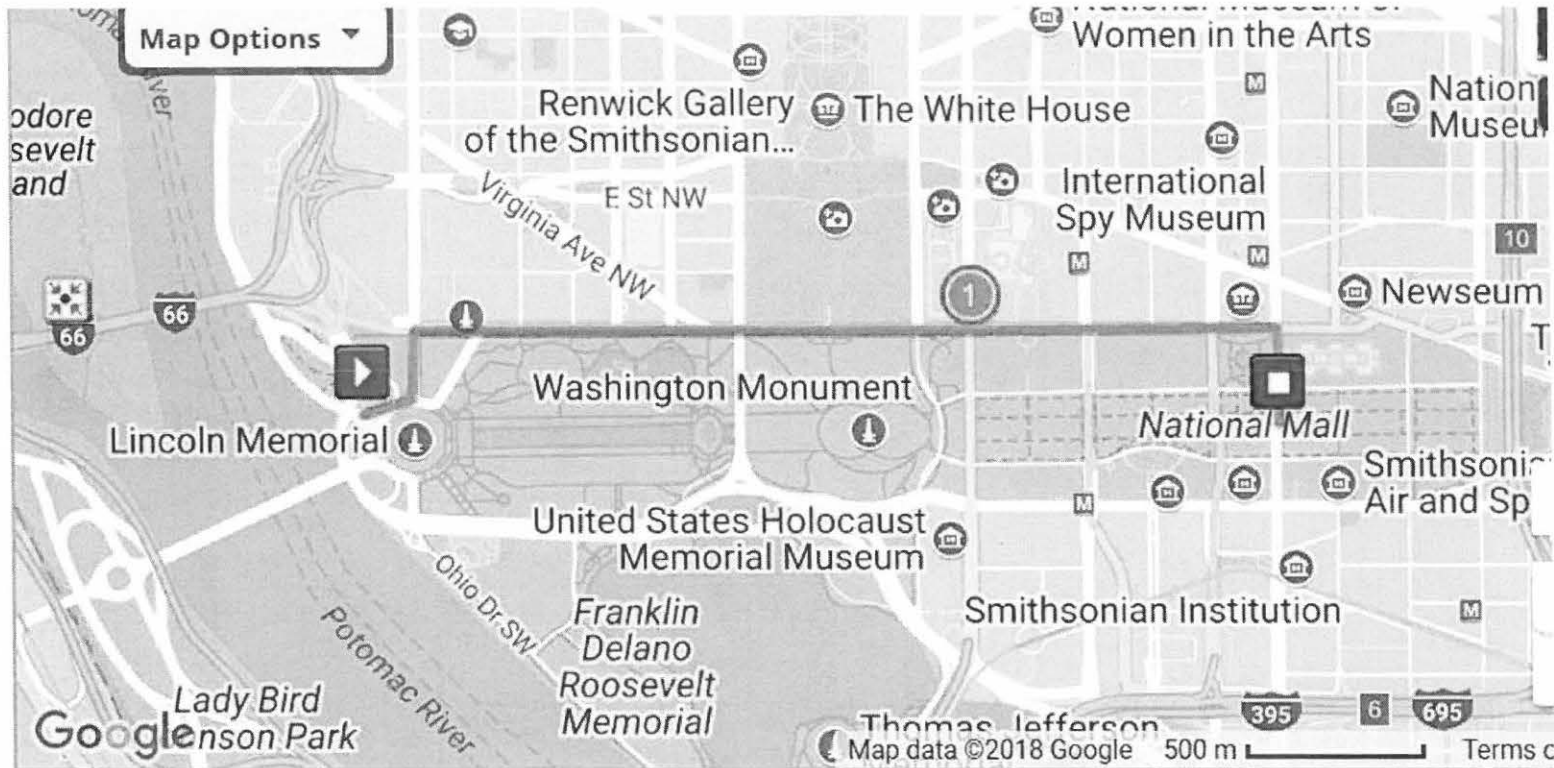 Map Options
Women in the Arts
odore
sevelt
and
River
Renwick Gallery
of the Smithsonian...
The White House
Nation
Museu
E St NW
Virginia Ave NW
International
Spy Museum
M
M
M
10
66
66
1
Newseum
Washington Monument
Lincoln Memorial
National Mall
Smithsonia
Air and Sp
M
United States Holocaust
Memorial Museum
Ohio Dr SW
Smithsonian Institution
M
Franklin
Delano
Roosevelt
Memorial
Potomac River
Lady Bird
nson Park
Google
395
6
695
Thomas Jefferson
Map data ©2018 Google
500 m
Terms o